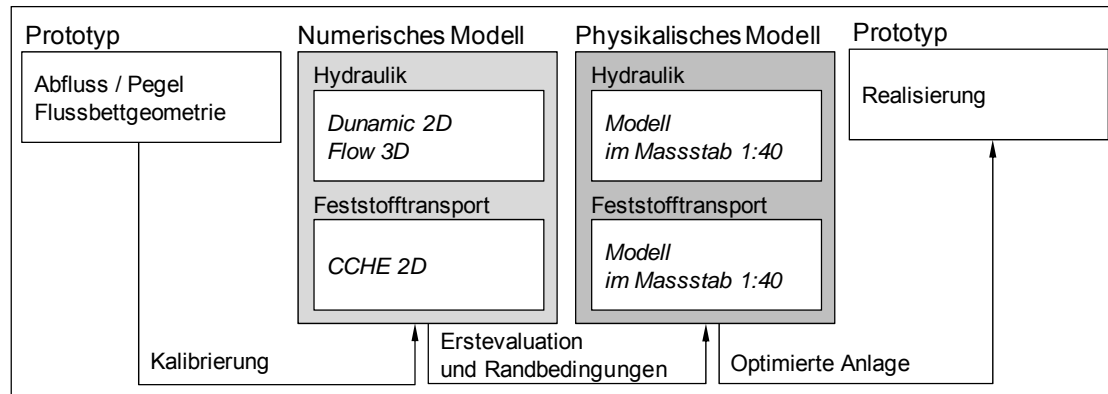 Prototyp
Abfluss / Pegel
Flussbettgeometrie
Numerisches Modell
Hydraulik
Dunamic 2D
Flow 3D
Feststofftransport
CCHE 2D
Physikalisches Modell
Hydraulik
Modell
im Massstab 1:40
Feststofftransport
Modell
im Massstab 1:40
Prototyp
Realisierung
Kalibrierung
Erstevaluation
und Randbedingungen
Optimierte Anlage